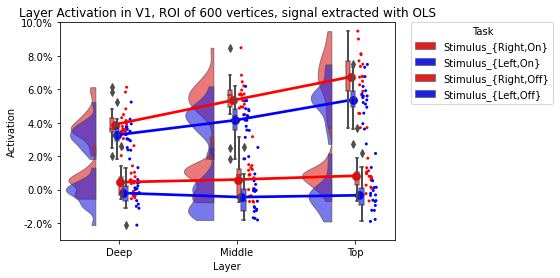 Layer Activation in V1, ROI of 600 vertices, signal extracted with OLS
10.0%
8.0%
6.0%
4.0%
2.0%
0.0%
-2.0%
Activation
Deep
Middle
Top
Layer
Task
Stimulus_{Right,On}
Stimulus_{Left,On}
Stimulus_{Right,Off}
Stimulus_{Left,Off}